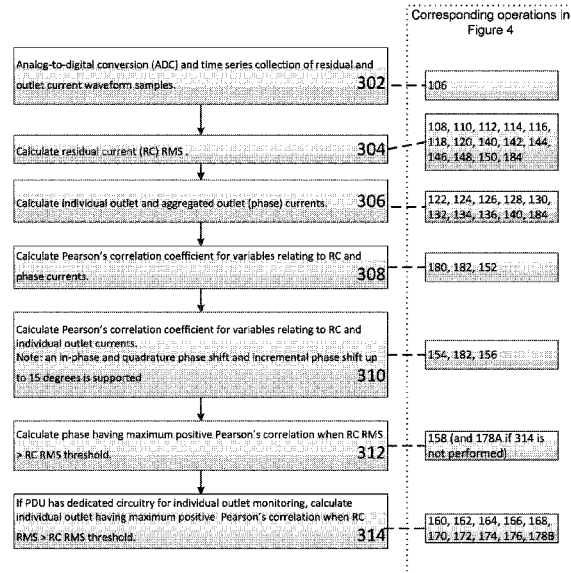 Corresponding operations in
Figure 4
Analog-to-digital conversion (ADC) and time series collection of residual and
outlet current waveform samples.
302
106
Calculate residual current (RC) RMS .
304
108, 110, 112, 114, 116,
118, 120, 140, 142, 144,
146, 148, 150, 184
Calculate individual outlet and aggregated outlet (phase) currents.
306
122, 124, 126, 128, 130,
132, 134, 136, 140, 184
Calculate Pearson's correlation coefficient for variables relating to RC and
phase currents.
308
180, 182, 152
Calculate Pearson's correlation coefficient for variables relating to RC and
individual outlet currents.
Note: an in-phase and quadrature phase shift and incremental phase shift up
to 15 degrees is supported
310
154, 182, 156
Calculate phase having maximum positive Pearson's correlation when RC RMS
> RC RMS threshold.
312
158 (and 178A if 314 is
not performed)
If PDU has dedicated circuitry for individual outlet monitoring, calculate
individual outlet having maximum positive Pearson's correlation when RC
RMS > RC RMS threshold.
314
160, 162, 164, 166, 168,
170, 172, 174, 176, 178B